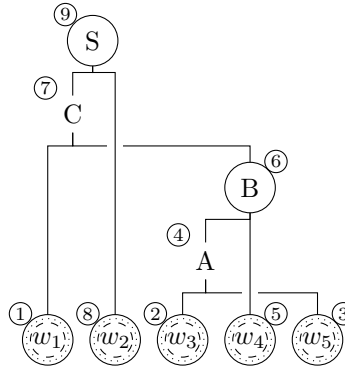 ⑨ S
⑦ C
⑥ B
④ A
① w₁ ⑧ w₂ ② w₃ ⑤ w₄ ③ w₅